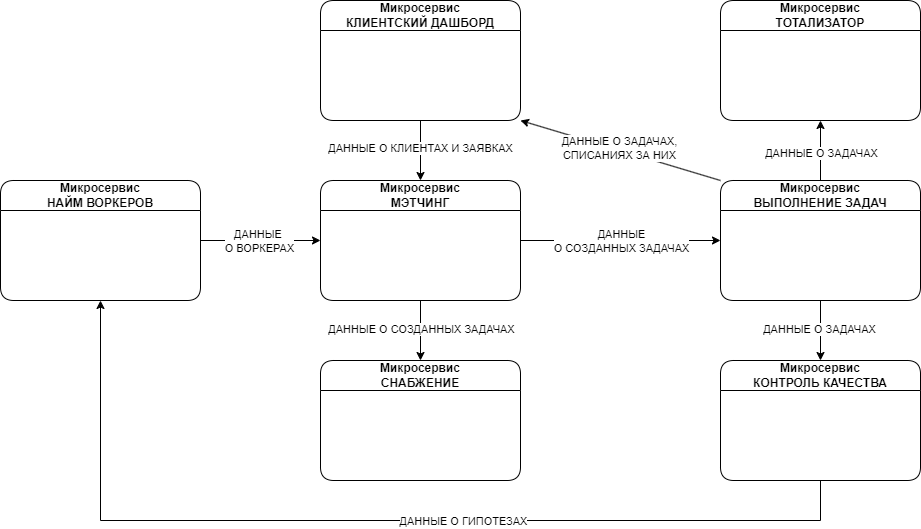 Микросервис
КЛИЕНТСКИЙ ДАШБОРД
Микросервис
ТОТАЛИЗАТОР
ДАННЫЕ О КЛИЕНТАХ И ЗАЯВКАХ
ДАННЫЕ О ЗАДАЧАХ,
СПИСАНИЯХ ЗА НИХ
ДАННЫЕ О ЗАДАЧАХ
Микросервис
НАЙМ ВОРКЕРОВ
Микросервис
МЭТЧИНГ
Микросервис
ВЫПОЛНЕНИЕ ЗАДАЧ
ДАННЫЕ
О ВОРКЕРАХ
ДАННЫЕ
О СОЗДАННЫХ ЗАДАЧАХ
ДАННЫЕ О СОЗДАННЫХ ЗАДАЧАХ
ДАННЫЕ О ЗАДАЧАХ
Микросервис
СНАБЖЕНИЕ
Микросервис
КОНТРОЛЬ КАЧЕСТВА
ДАННЫЕ О ГИПОТЕЗАХ